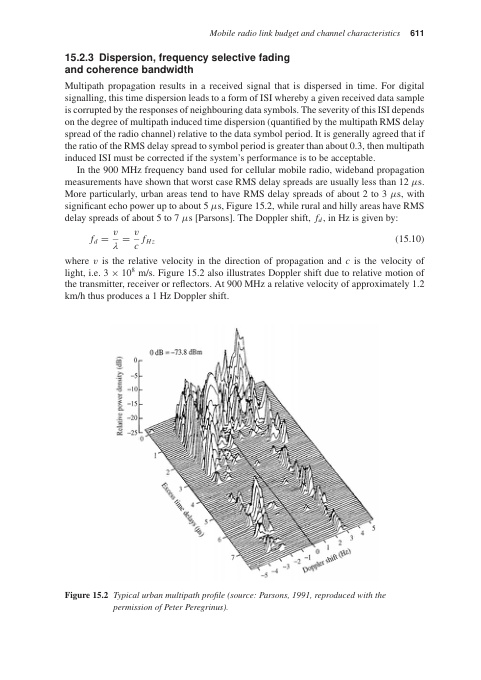 Mobile radio link budget and channel characteristics 611
15.2.3 Dispersion, frequency selective fading
and coherence bandwidth
Multipath propagation results in a received signal that is dispersed in time. For digital
signalling, this time dispersion leads to a form of ISI whereby a given received data sample
is corrupted by the responses of neighbouring data symbols. The severity of this ISI depends
on the degree of multipath induced time dispersion (quantified by the multipath RMS delay
spread of the radio channel) relative to the data symbol period. It is generally agreed that if
the ratio of the RMS delay spread to symbol period is greater than about 0.3, then multipath
induced ISI must be corrected if the system's performance is to be acceptable.
In the 900 MHz frequency band used for cellular mobile radio, wideband propagation
measurements have shown that worst case RMS delay spreads are usually less than 12 μs.
More particularly, urban areas tend to have RMS delay spreads of about 2 to 3 μs, with
significant echo power up to about 5 μs, Figure 15.2, while rural and hilly areas have RMS
delay spreads of about 5 to 7 μs [Parsons]. The Doppler shift, f_d, in Hz is given by:
f_d = v/λ = v/c f_Hz (15.10)
where v is the relative velocity in the direction of propagation and c is the velocity of
light, i.e. 3 × 10⁸ m/s. Figure 15.2 also illustrates Doppler shift due to relative motion of
the transmitter, receiver or reflectors. At 900 MHz a relative velocity of approximately 1.2
km/h thus produces a 1 Hz Doppler shift.
0 dB = −73.8 dBm
Relative power density (dB)
0
−5
−10
−15
−20
−25
0
1
2
3
4
5
6
7
Excess time delays (μs)
−5 −4 −3 −2 −1 0 1 2 3 4 5
Doppler shift (Hz)
Figure 15.2 Typical urban multipath profile (source: Parsons, 1991, reproduced with the
permission of Peter Peregrinus).